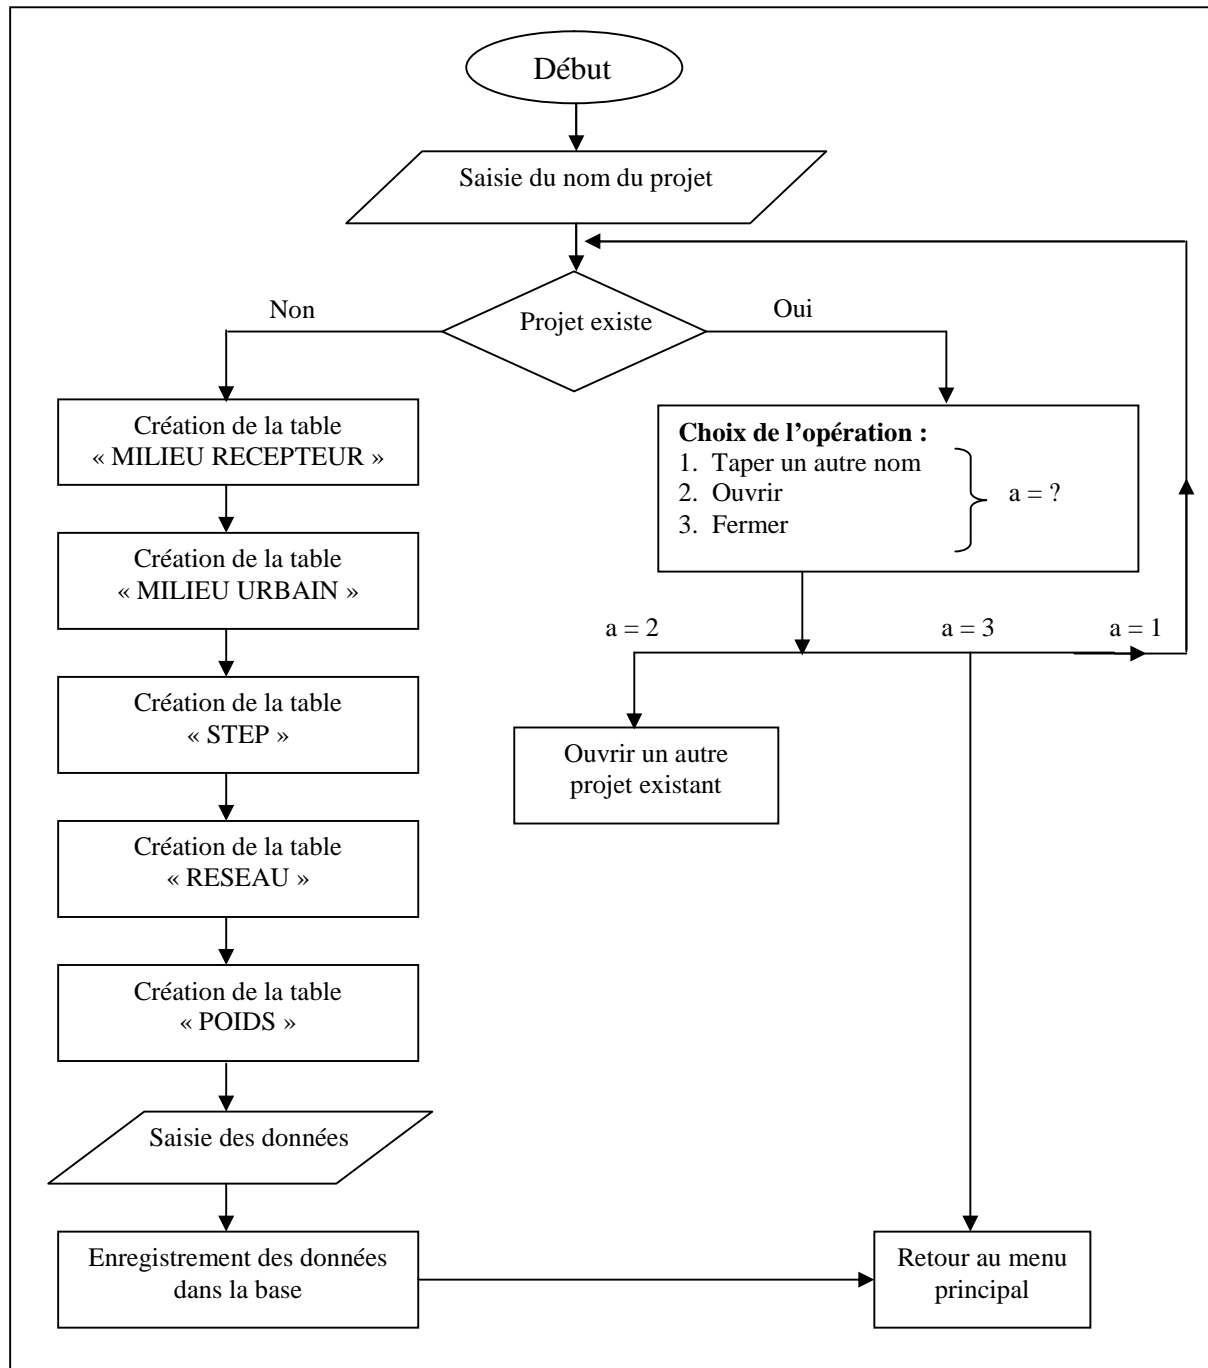 Début
Saisie du nom du projet
Non
Projet existe
Oui
Création de la table
« MILIEU RECEPTEUR »
Choix de l’opération :
1. Taper un autre nom
2. Ouvrir
3. Fermer
a = ?
Création de la table
« MILIEU URBAIN »
a = 2
a = 3
a = 1
Création de la table
« STEP »
Ouvrir un autre
projet existant
Création de la table
« RESEAU »
Création de la table
« POIDS »
Saisie des données
Enregistrement des données
dans la base
Retour au menu
principal